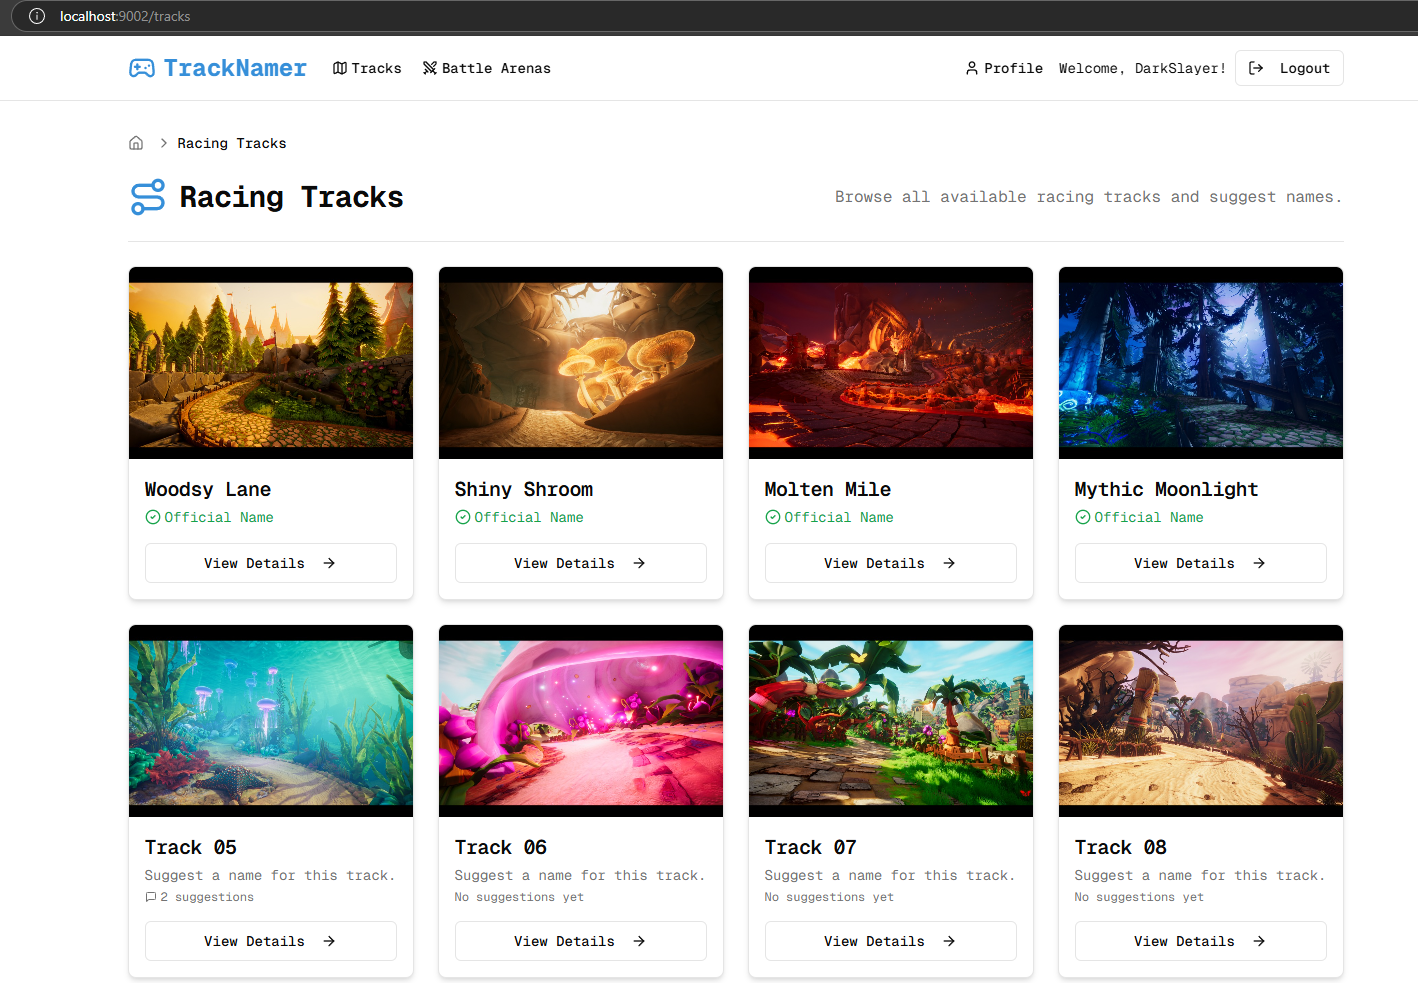 localhost:9002/tracks
TrackNamer Tracks Battle Arenas Profile Welcome, DarkSlayer! Logout
Racing Tracks
Racing Tracks Browse all available racing tracks and suggest names.
Woodsy Lane Shiny Shroom Molten Mile Mythic Moonlight
Official Name Official Name Official Name Official Name
View Details View Details View Details View Details
Track 05 Track 06 Track 07 Track 08
Suggest a name for this track. Suggest a name for this track. Suggest a name for this track. Suggest a name for this track.
2 suggestions No suggestions yet No suggestions yet No suggestions yet
View Details View Details View Details View Details